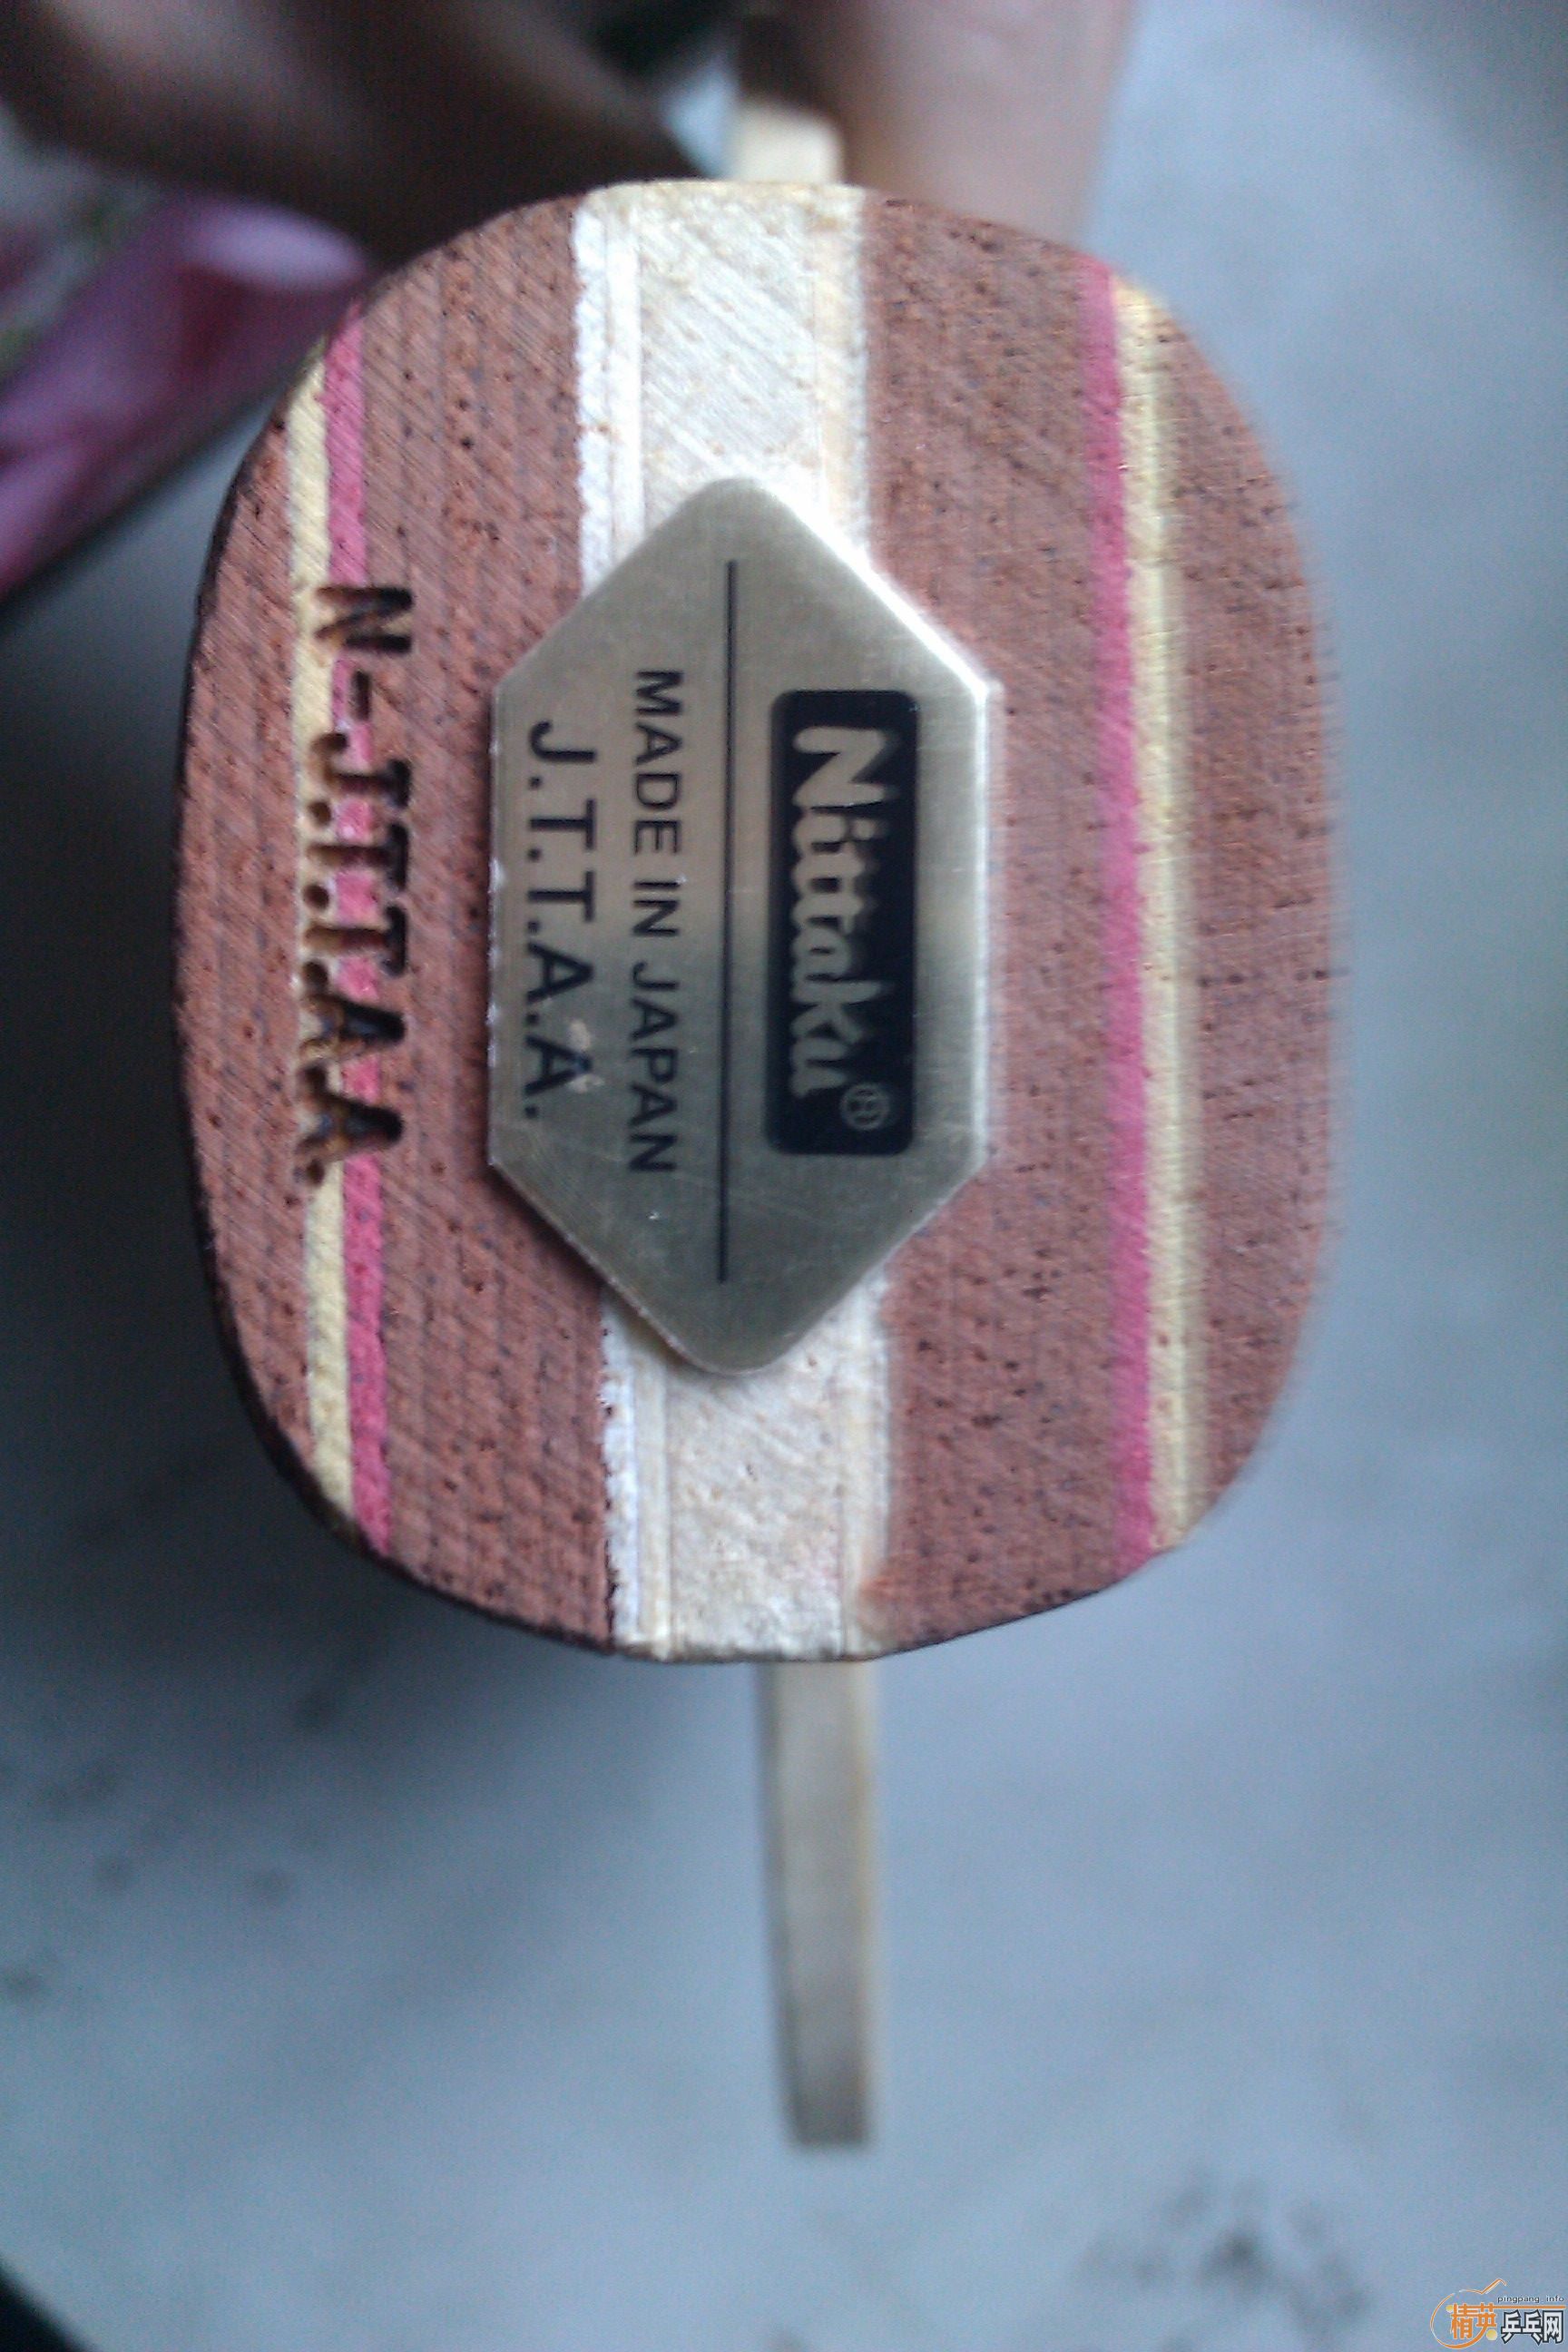 Nittaku®
MADE IN JAPAN
J.T.T.A.A.
N-J.T.T.A.A
pingpang.info
精英乒乓网